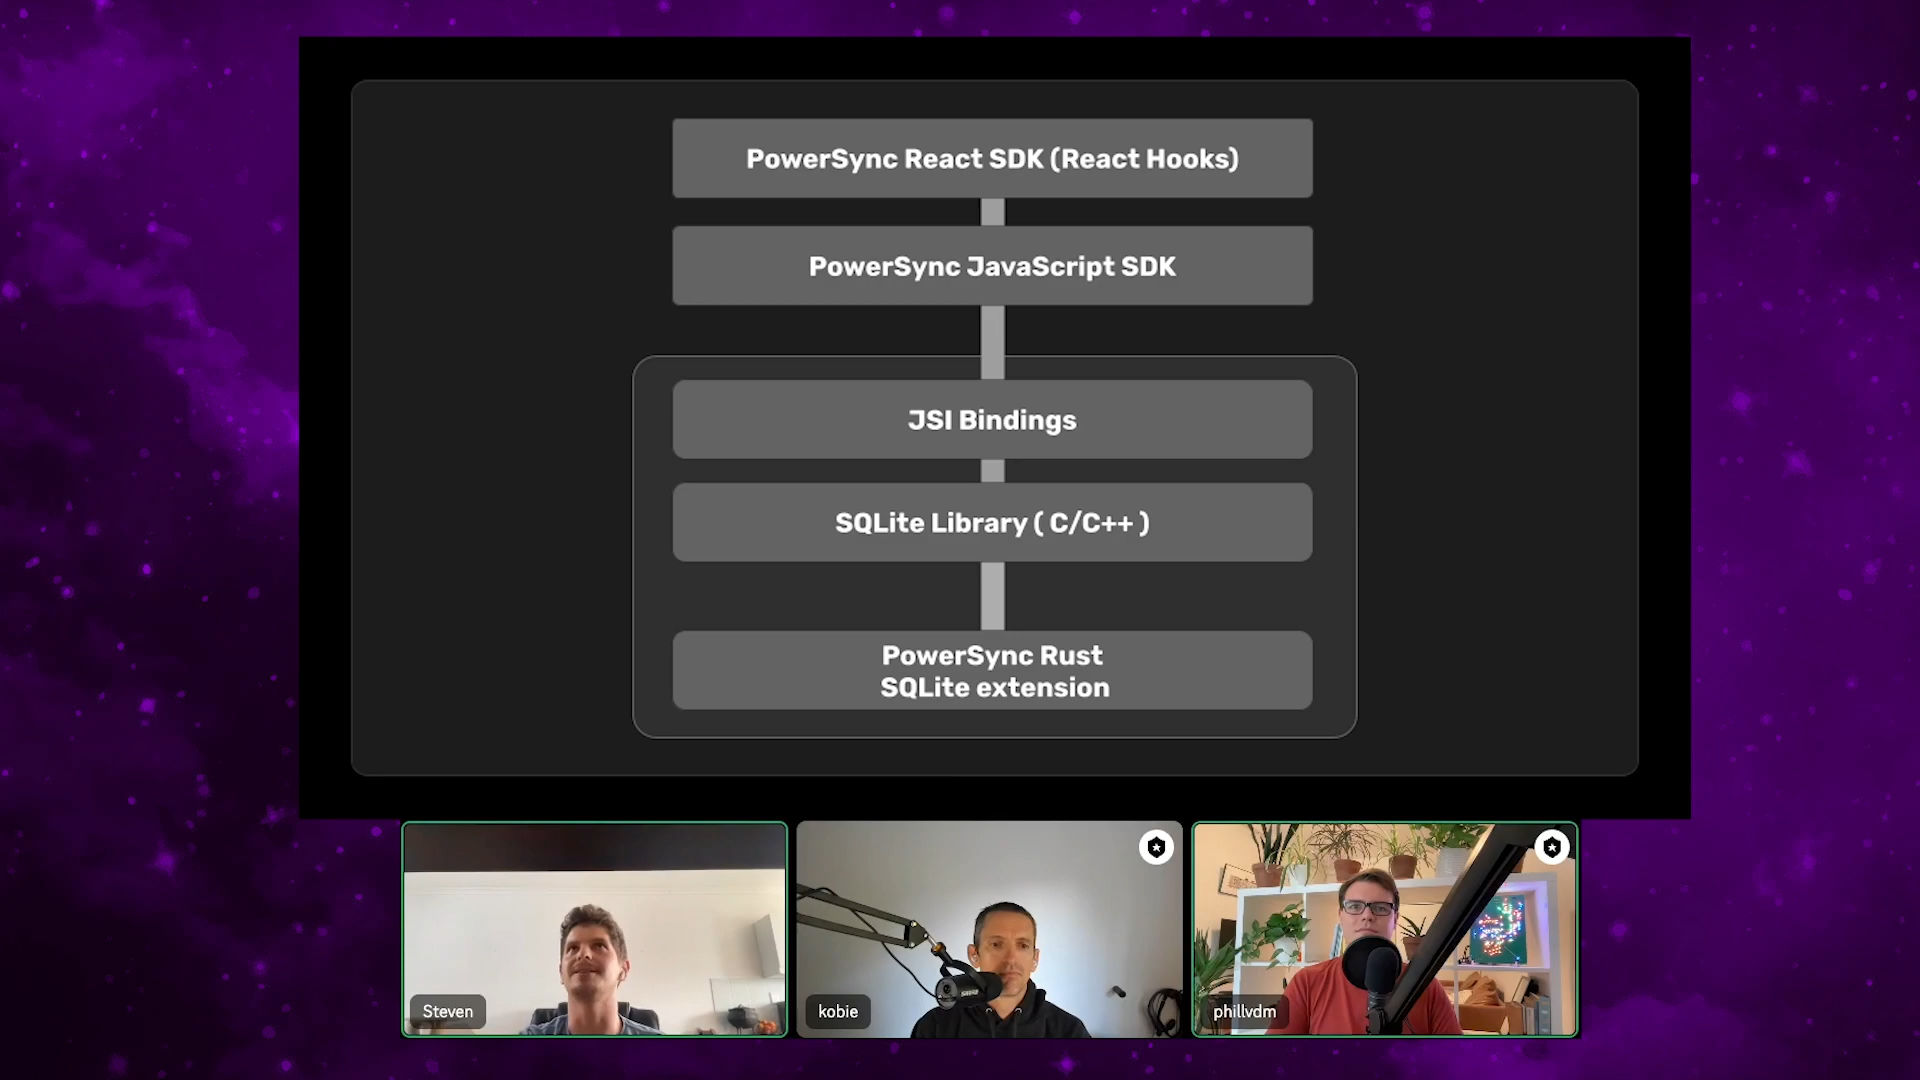 PowerSync React SDK (React Hooks)
PowerSync JavaScript SDK
JSI Bindings
SQLite Library ( C/C++ )
PowerSync Rust
SQLite extension
Steven
kobie
phillvdm